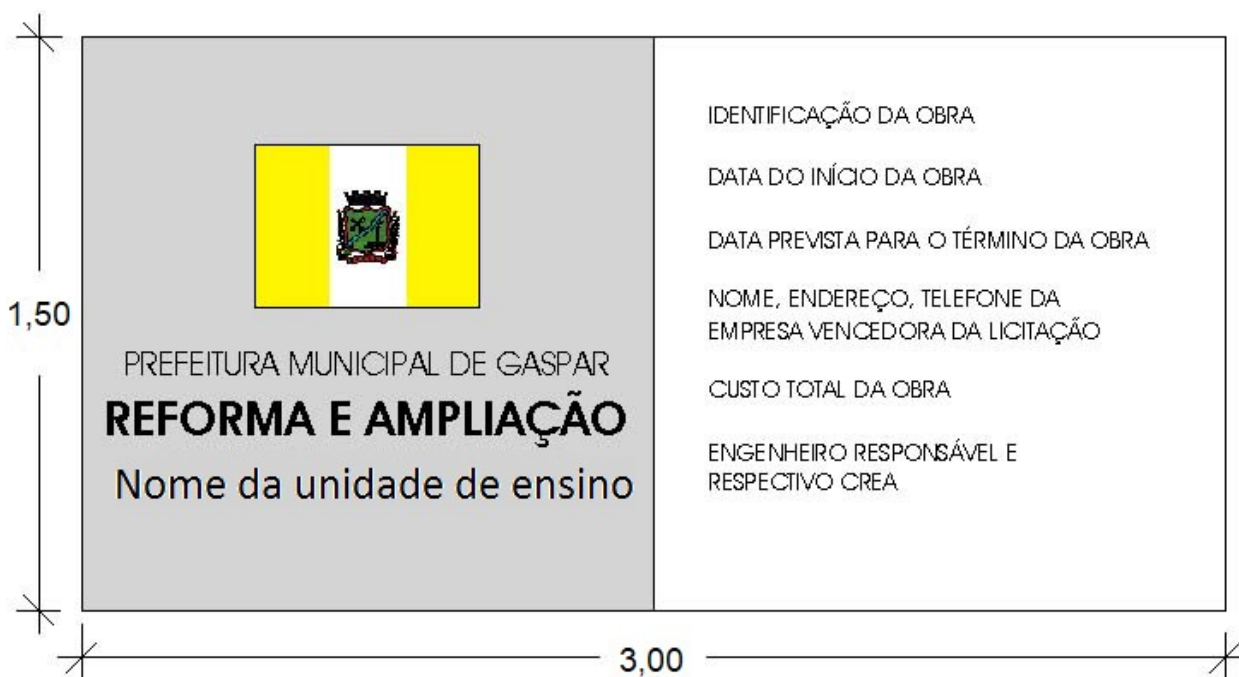 1,50
PREFEITURA MUNICIPAL DE GASPAR
REFORMA E AMPLIAÇÃO
Nome da unidade de ensino
IDENTIFICAÇÃO DA OBRA
DATA DO INÍCIO DA OBRA
DATA PREVISTA PARA O TÉRMINO DA OBRA
NOME, ENDEREÇO, TELEFONE DA
EMPRESA VENCEDORA DA LICITAÇÃO
CUSTO TOTAL DA OBRA
ENGENHEIRO RESPONSÁVEL E
RESPECTIVO CREA
3,00